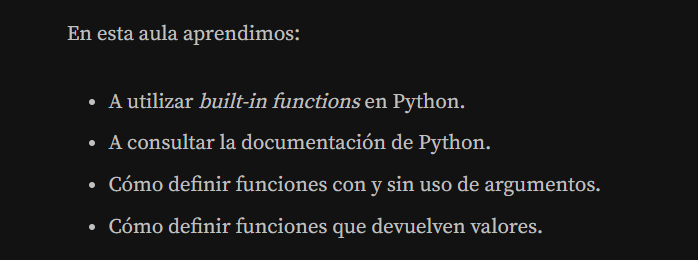 En esta aula aprendimos:
• A utilizar built-in functions en Python.
• A consultar la documentación de Python.
• Cómo definir funciones con y sin uso de argumentos.
• Cómo definir funciones que devuelven valores.